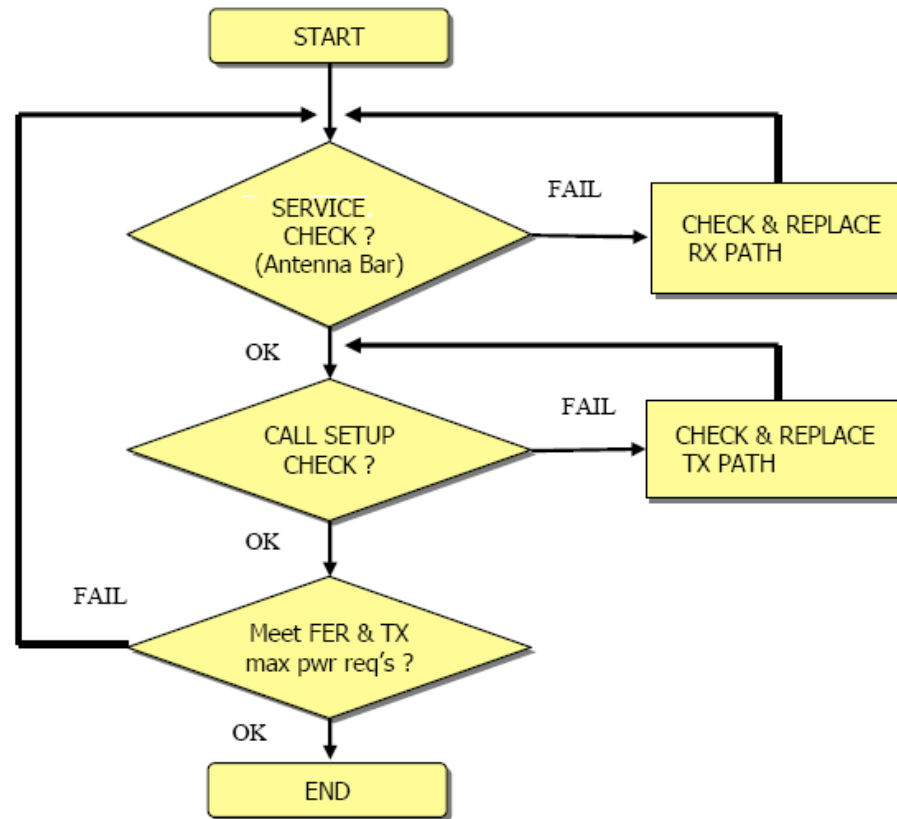 START
SERVICE.
CHECK ?
(Antenna Bar)
FAIL
CHECK & REPLACE
RX PATH
OK
CALL SETUP
CHECK ?
FAIL
CHECK & REPLACE
TX PATH
OK
FAIL
Meet FER & TX
max pwr req's ?
OK
END